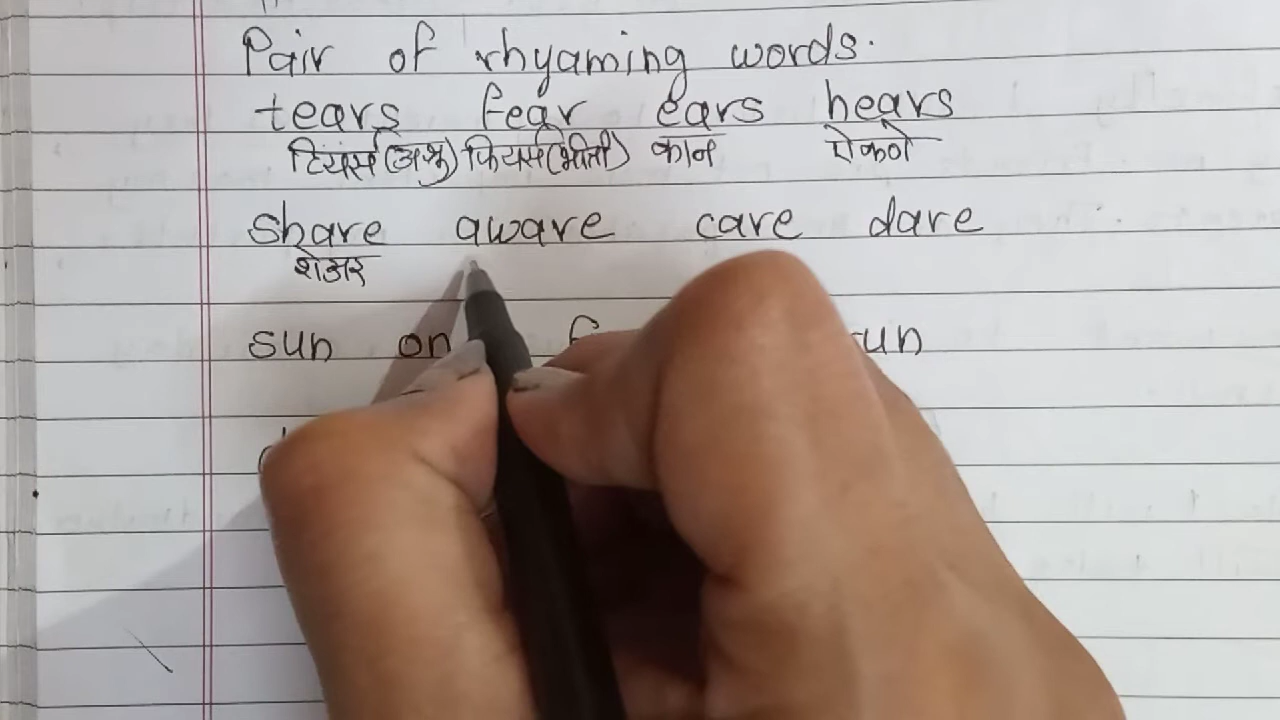 Pair of rhyaming words.
tears fear ears hears
टियर्स (अश्रू) फियर्स (भीती) कान ऐकणे
share aware care dare
शेअर
sun on